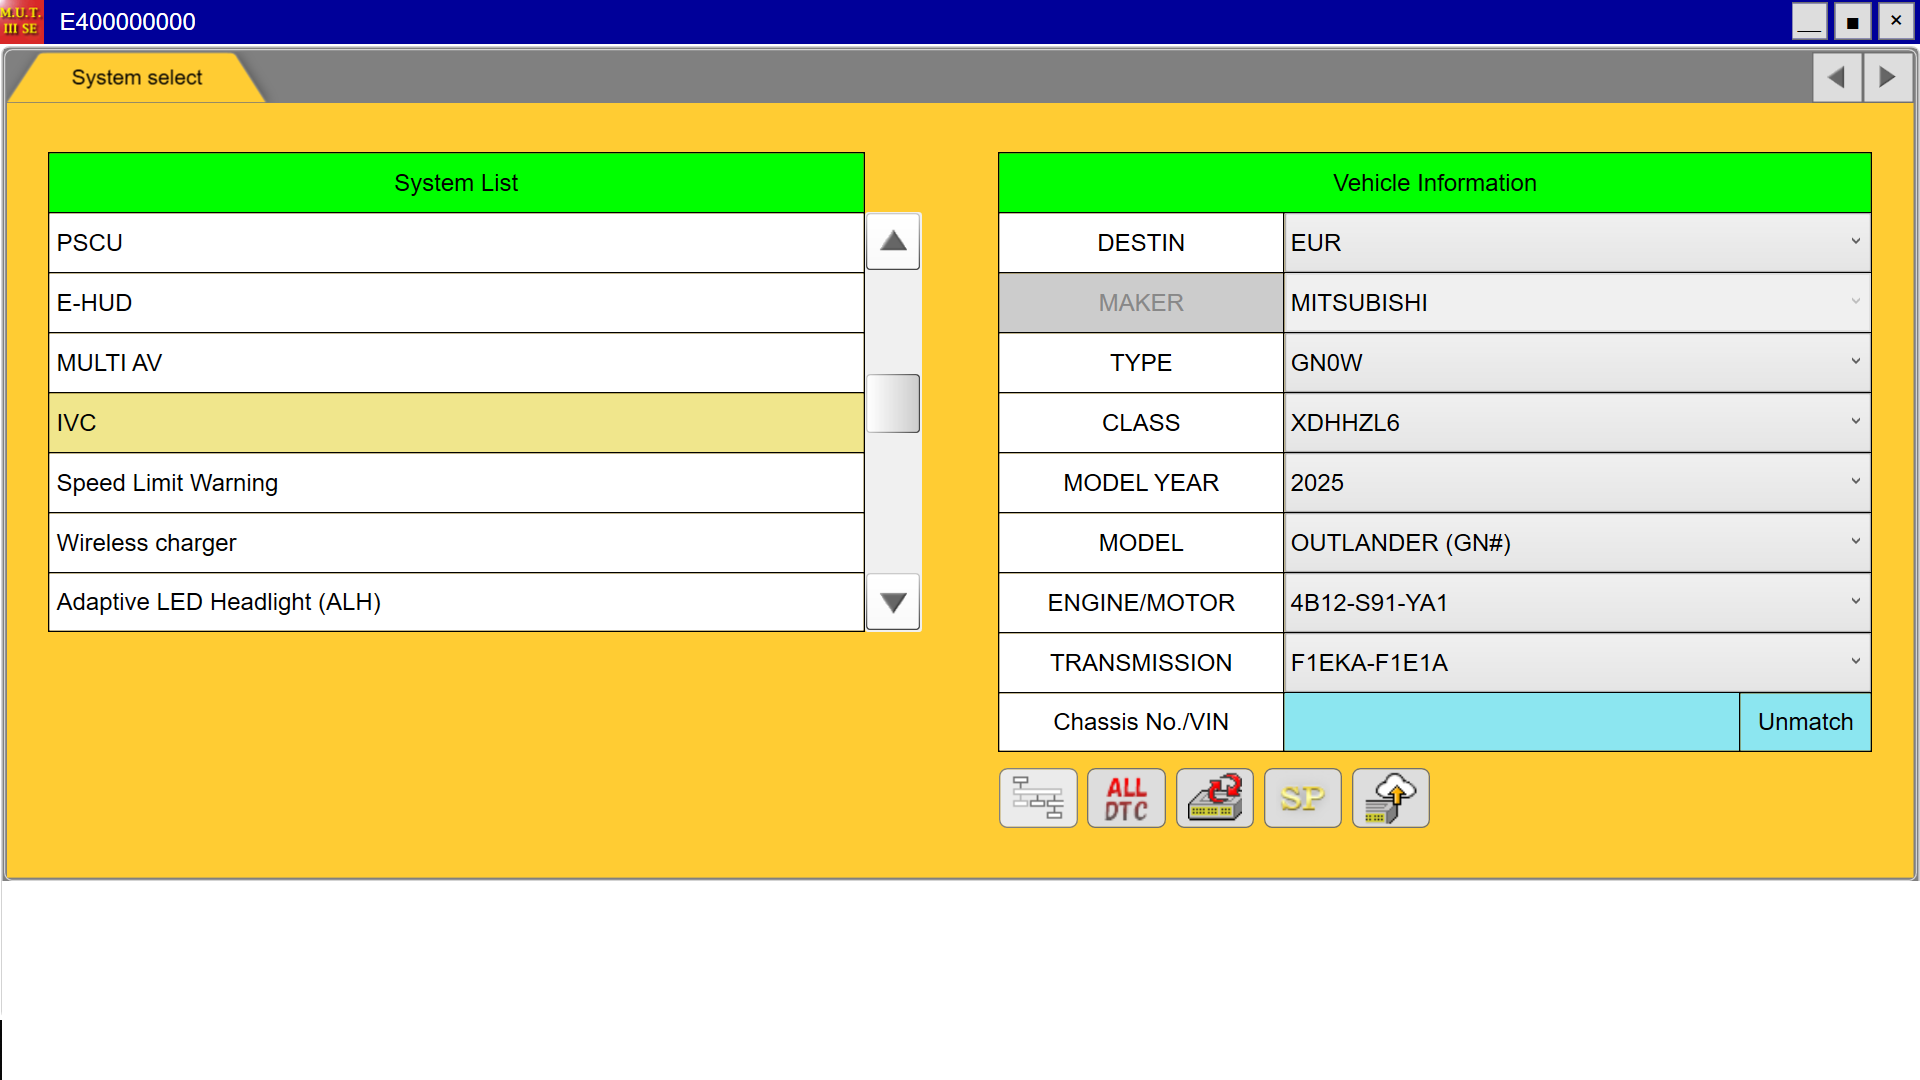 M.U.T.
III SE
E400000000
System select
System List
PSCU
E-HUD
MULTI AV
IVC
Speed Limit Warning
Wireless charger
Adaptive LED Headlight (ALH)
Vehicle Information
DESTIN EUR
MAKER MITSUBISHI
TYPE GN0W
CLASS XDHHZL6
MODEL YEAR 2025
MODEL OUTLANDER (GN#)
ENGINE/MOTOR 4B12-S91-YA1
TRANSMISSION F1EKA-F1E1A
Chassis No./VIN Unmatch
ALL
DTC
SP